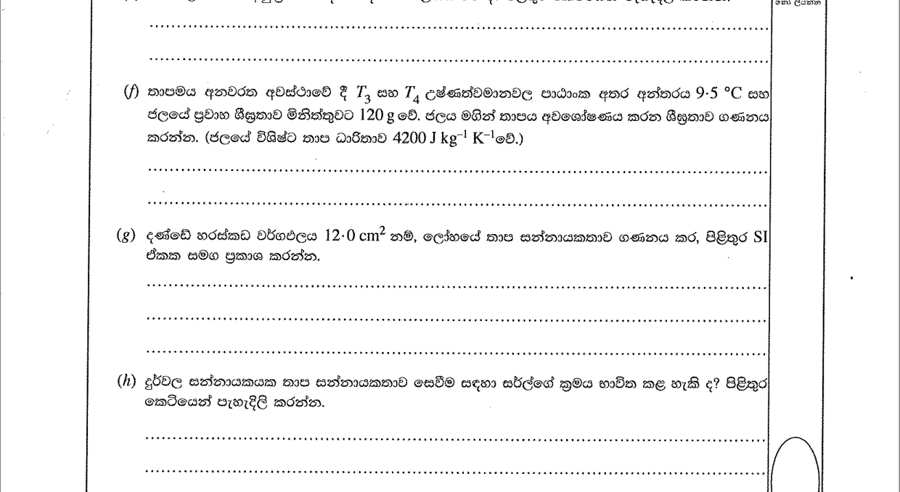 නො ලියන්න
(f) තාපමය අනවරත අවස්ථාවේ දී T₃ සහ T₄ උෂ්ණත්වමානවල පාඨාංක අතර අන්තරය 9·5 °C සහ
ජලයේ ප්‍රවාහ ශීඝ්‍රතාව මිනිත්තුවට 120 g වේ. ජලය මගින් තාපය අවශෝෂණය කරන ශීඝ්‍රතාව ගණනය
කරන්න. (ජලයේ විශිෂ්ට තාප ධාරිතාව 4200 J kg⁻¹ K⁻¹වේ.)
(g) දණ්ඩේ හරස්කඩ වර්ගඵලය 12·0 cm² නම්, ලෝහයේ තාප සන්නායකතාව ගණනය කර, පිළිතුර SI
ඒකක සමග ප්‍රකාශ කරන්න.
(h) දුර්වල සන්නායකයක තාප සන්නායකතාව සෙවීම සඳහා සර්ල්ගේ ක්‍රමය භාවිත කළ හැකි ද? පිළිතුර
කෙටියෙන් පැහැදිලි කරන්න.